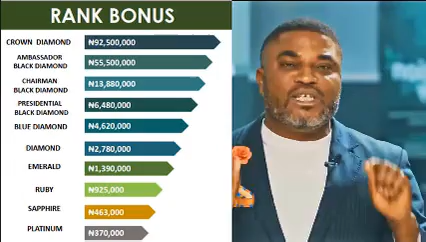 RANK BONUS
CROWN DIAMOND ₦92,500,000
AMBASSADOR
BLACK DIAMOND ₦55,500,000
CHAIRMAN
BLACK DIAMOND ₦13,880,000
PRESIDENTIAL
BLACK DIAMOND ₦6,480,000
BLUE DIAMOND ₦4,620,000
DIAMOND ₦2,780,000
EMERALD ₦1,390,000
RUBY ₦925,000
SAPPHIRE ₦463,000
PLATINUM ₦370,000